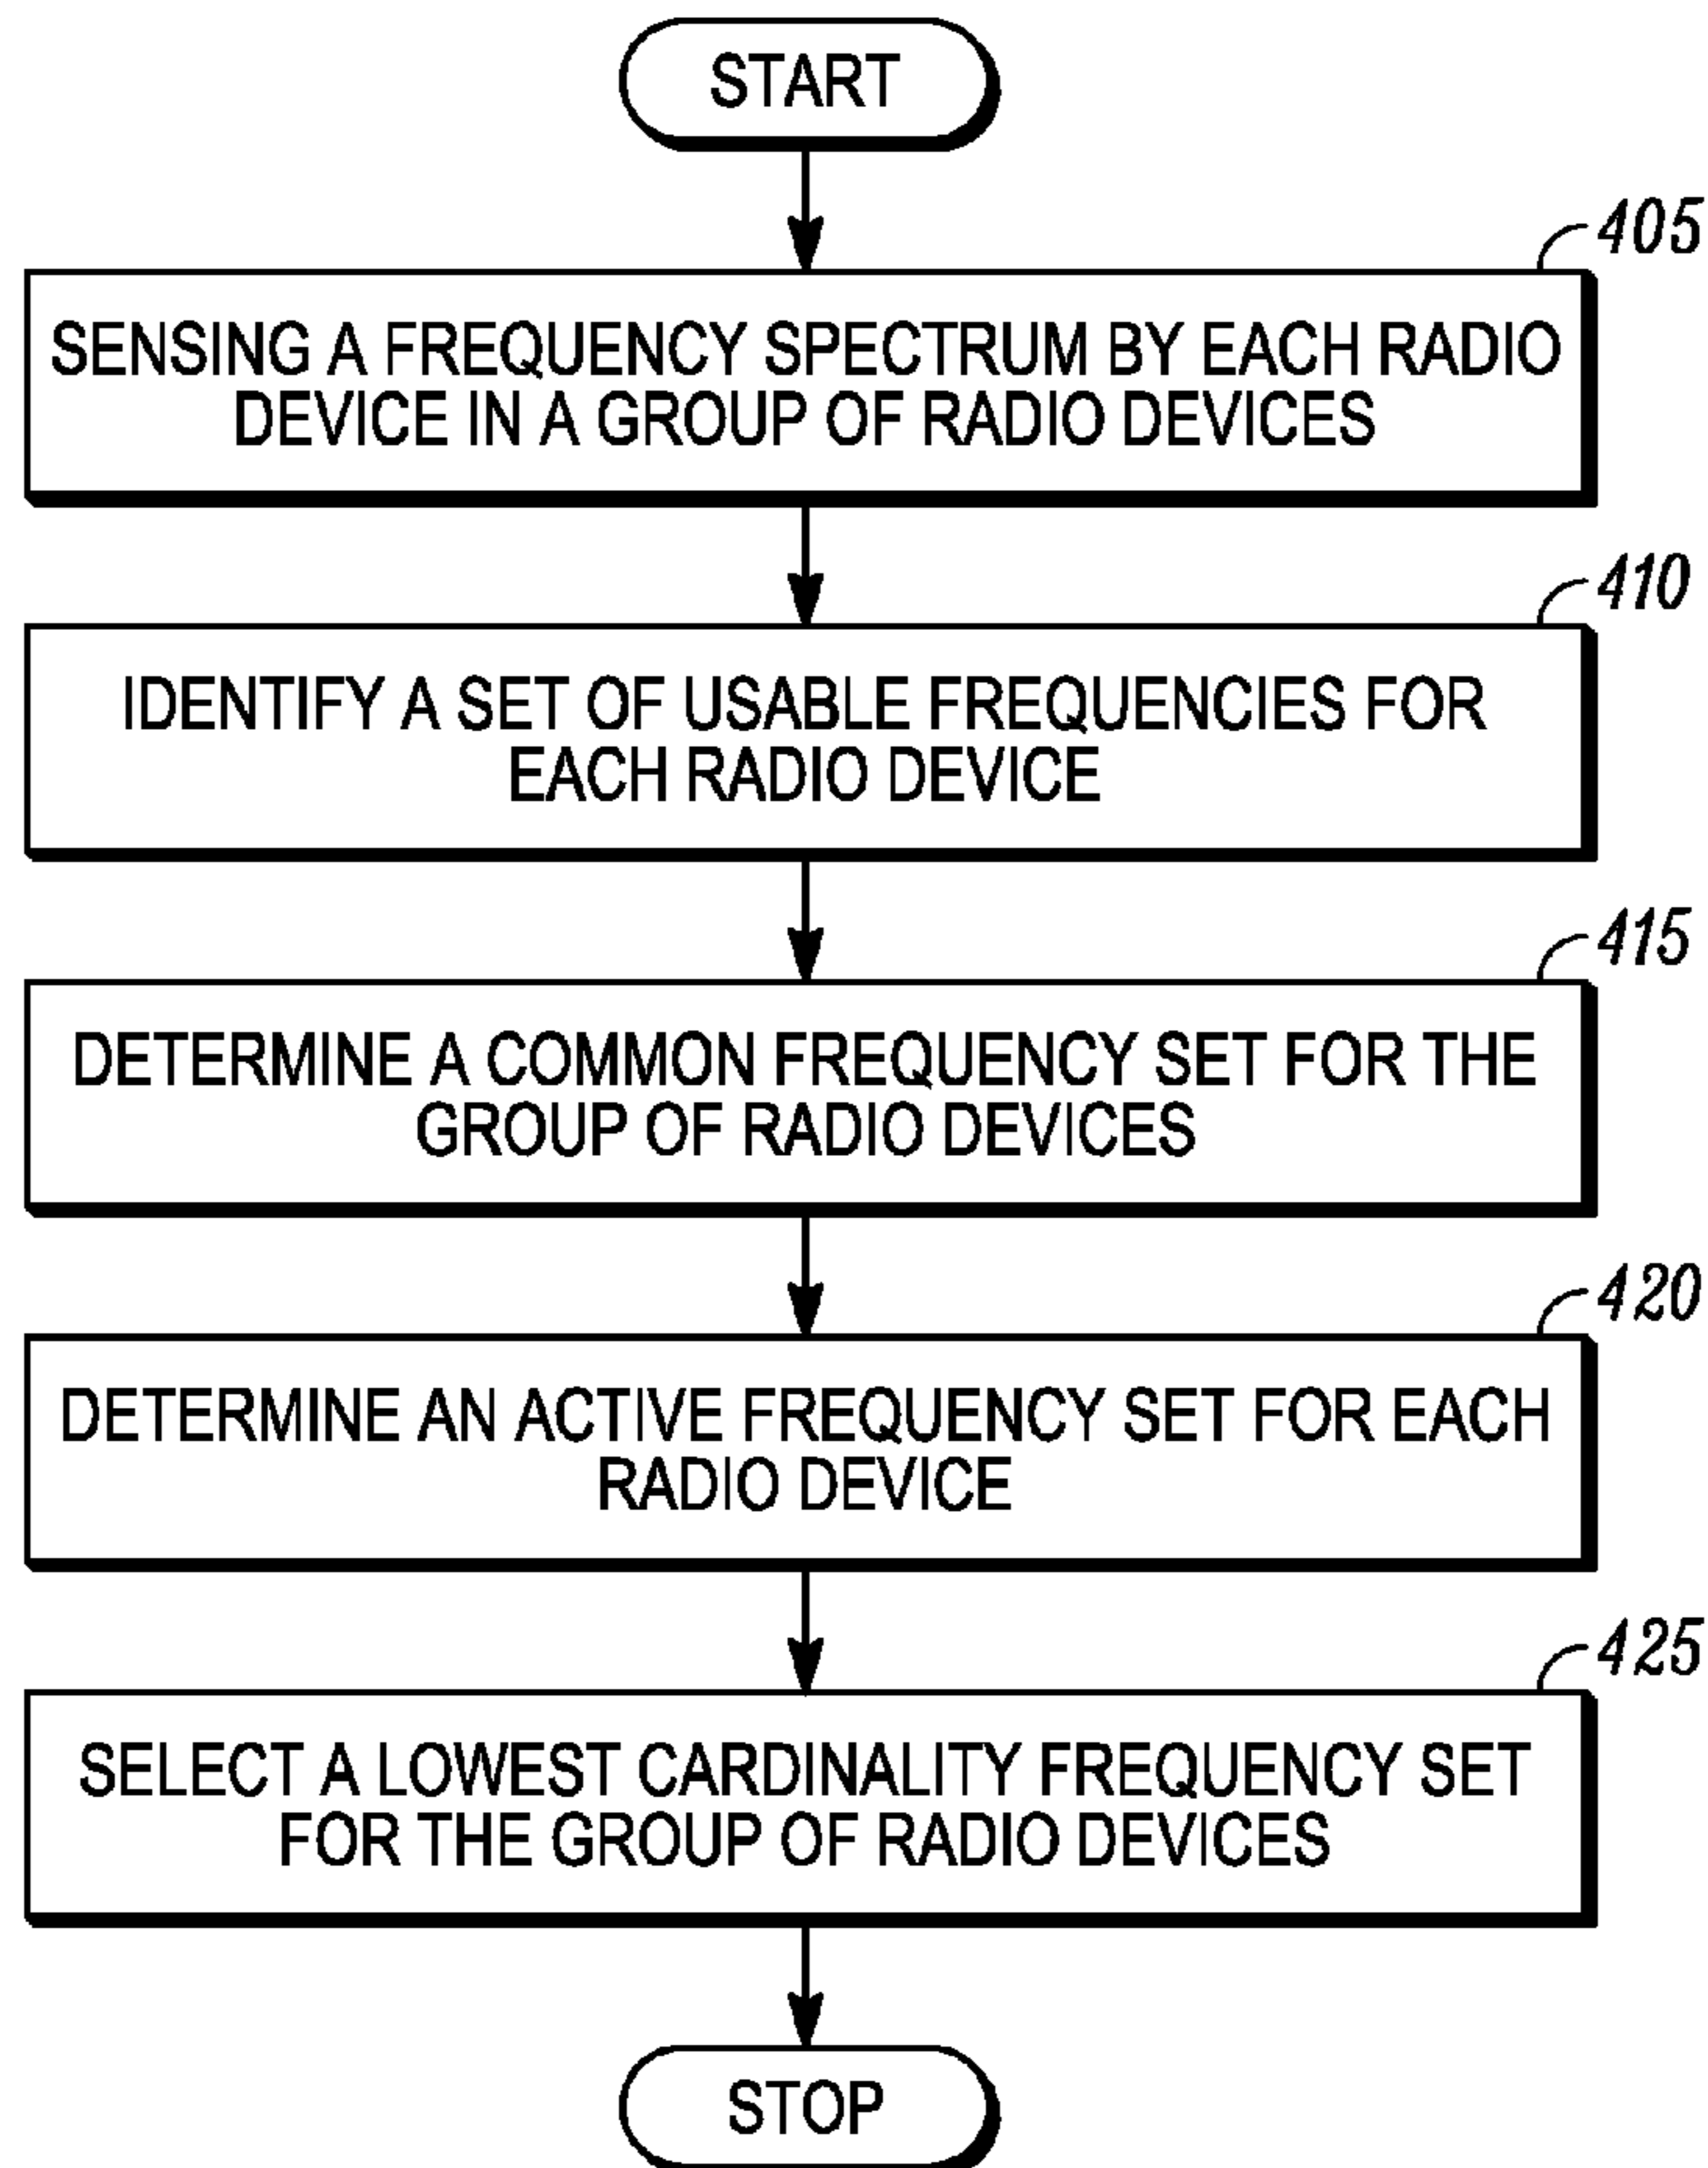 START
405
SENSING A FREQUENCY SPECTRUM BY EACH RADIO
DEVICE IN A GROUP OF RADIO DEVICES
410
IDENTIFY A SET OF USABLE FREQUENCIES FOR
EACH RADIO DEVICE
415
DETERMINE A COMMON FREQUENCY SET FOR THE
GROUP OF RADIO DEVICES
420
DETERMINE AN ACTIVE FREQUENCY SET FOR EACH
RADIO DEVICE
425
SELECT A LOWEST CARDINALITY FREQUENCY SET
FOR THE GROUP OF RADIO DEVICES
STOP